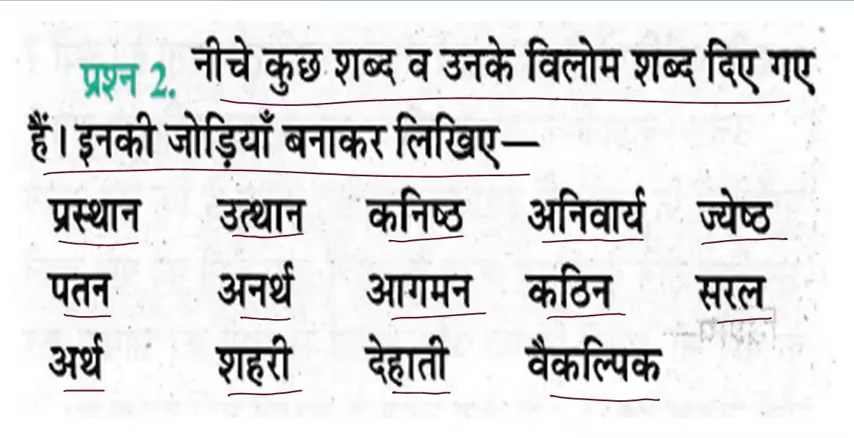 प्रश्न 2. नीचे कुछ शब्द व उनके विलोम शब्द दिए गए
हैं। इनकी जोड़ियाँ बनाकर लिखिए—
प्रस्थान उत्थान कनिष्ठ अनिवार्य ज्येष्ठ
पतन अनर्थ आगमन कठिन सरल
अर्थ शहरी देहाती वैकल्पिक